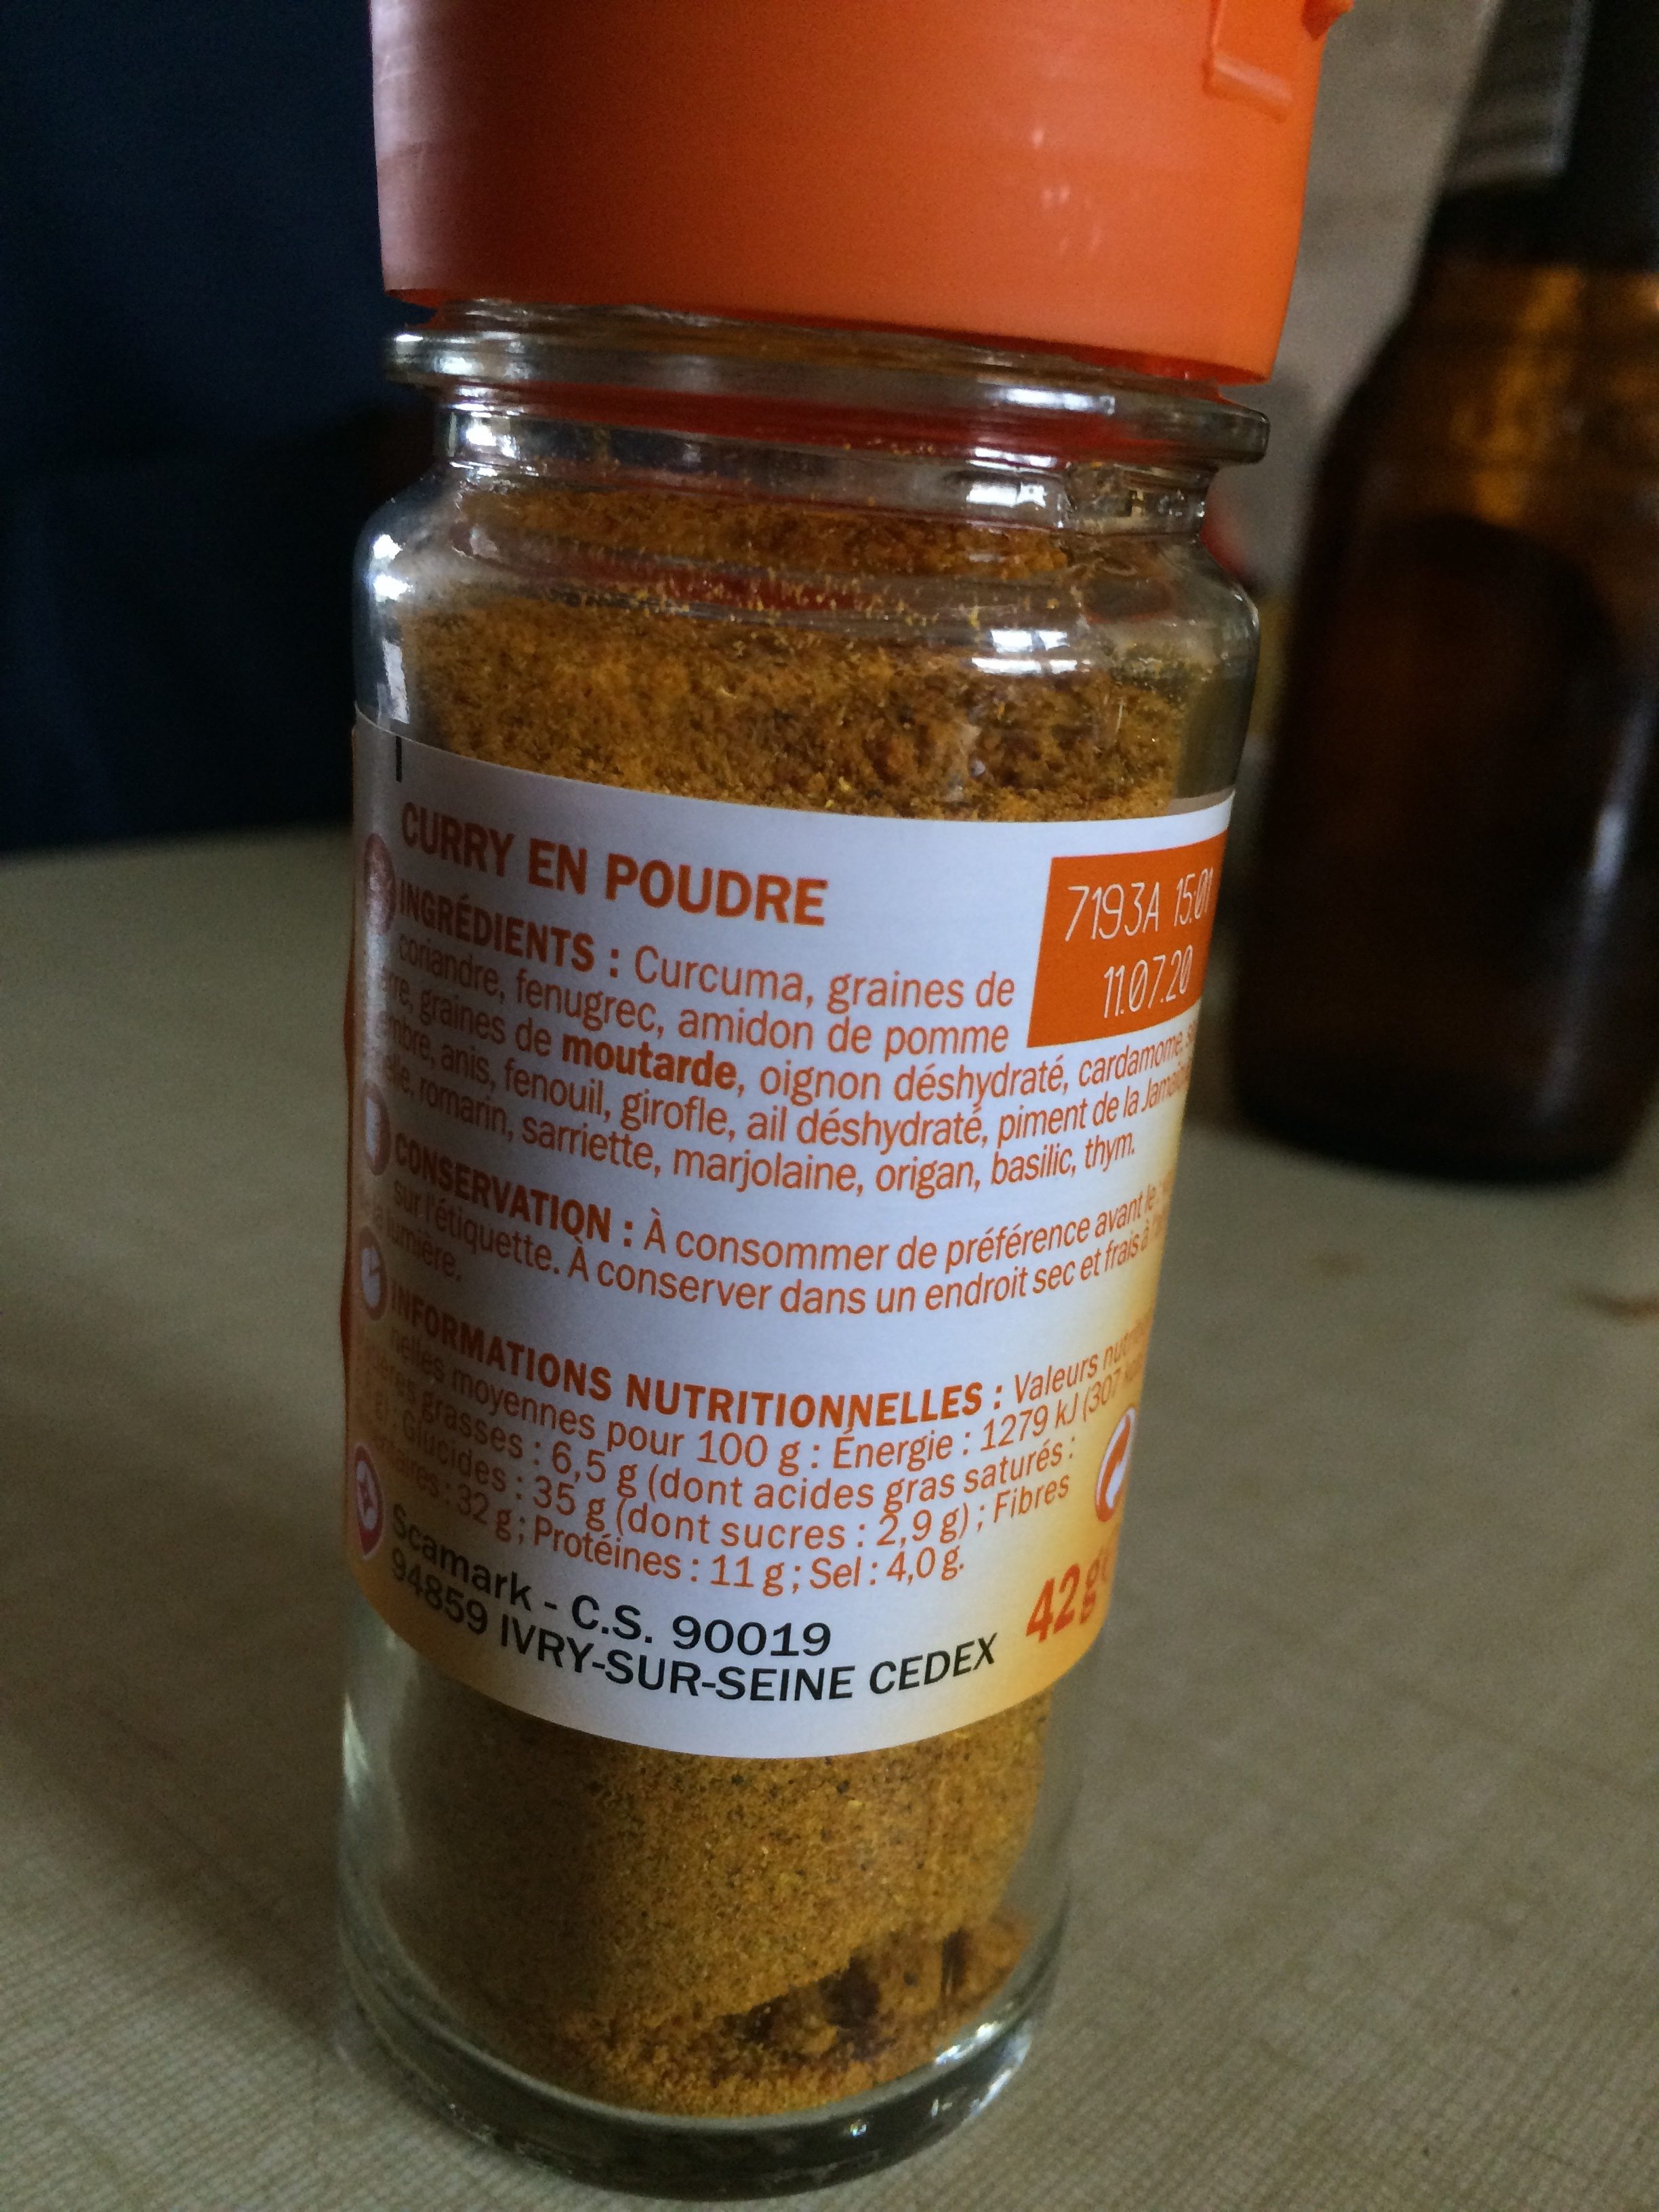 CURRY EN POUDRE
7193A 15:01
11.07.20
INGRÉDIENTS : Curcuma, graines de
coriandre, fenugrec, amidon de pomme
graines de moutarde, oignon déshydraté, cardamome,
anis, fenouil, girofle, ail déshydraté, piment de la
romarin, sarriette, marjolaine, origan, basilic, thym.
CONSERVATION : À consommer de préférence avant le
sur l'étiquette. À conserver dans un endroit sec et frais à
lumière.
INFORMATIONS NUTRITIONNELLES : Valeurs
nelles moyennes pour 100 g : Énergie : 1279 kJ (307
grasses : 6,5 g (dont acides gras saturés :
Glucides : 35 g (dont sucres : 2,9 g) ; Fibres
: 32 g ; Protéines : 11 g ; Sel : 4,0 g.
Scamark - C.S. 90019
94859 IVRY-SUR-SEINE CEDEX
42g